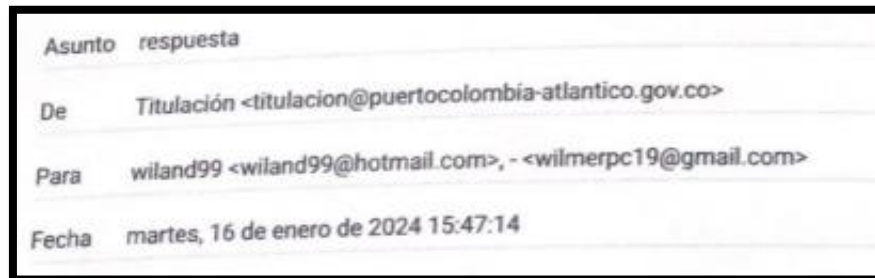 Asunto respuesta
De Titulación <titulacion@puertocolombia-atlantico.gov.co>
Para wiland99 <wiland99@hotmail.com>, - <wilmerpc19@gmail.com>
Fecha martes, 16 de enero de 2024 15:47:14